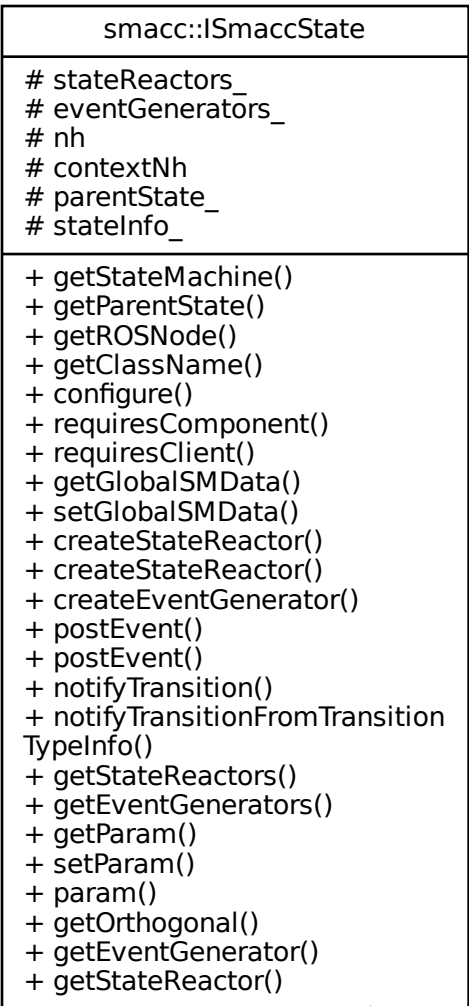 smacc::ISmaccState
# stateReactors_
# eventGenerators_
# nh
# contextNh
# parentState_
# stateInfo_
+ getStateMachine()
+ getParentState()
+ getROSNode()
+ getClassName()
+ configure()
+ requiresComponent()
+ requiresClient()
+ getGlobalSMData()
+ setGlobalSMData()
+ createStateReactor()
+ createStateReactor()
+ createEventGenerator()
+ postEvent()
+ postEvent()
+ notifyTransition()
+ notifyTransitionFromTransition
TypeInfo()
+ getStateReactors()
+ getEventGenerators()
+ getParam()
+ setParam()
+ param()
+ getOrthogonal()
+ getEventGenerator()
+ getStateReactor()